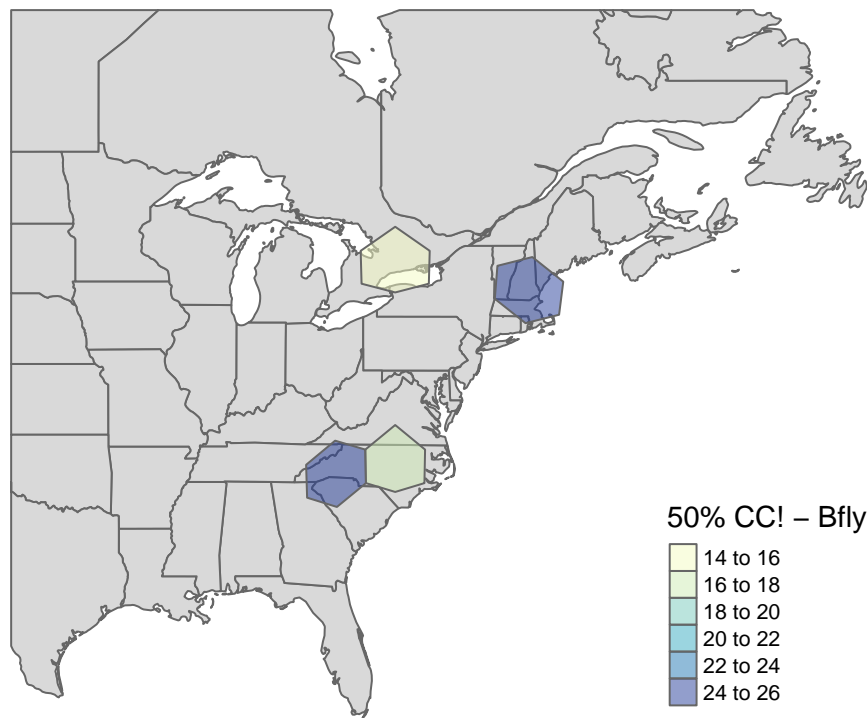 50% CC! – Bfly
14 to 16
16 to 18
18 to 20
20 to 22
22 to 24
24 to 26